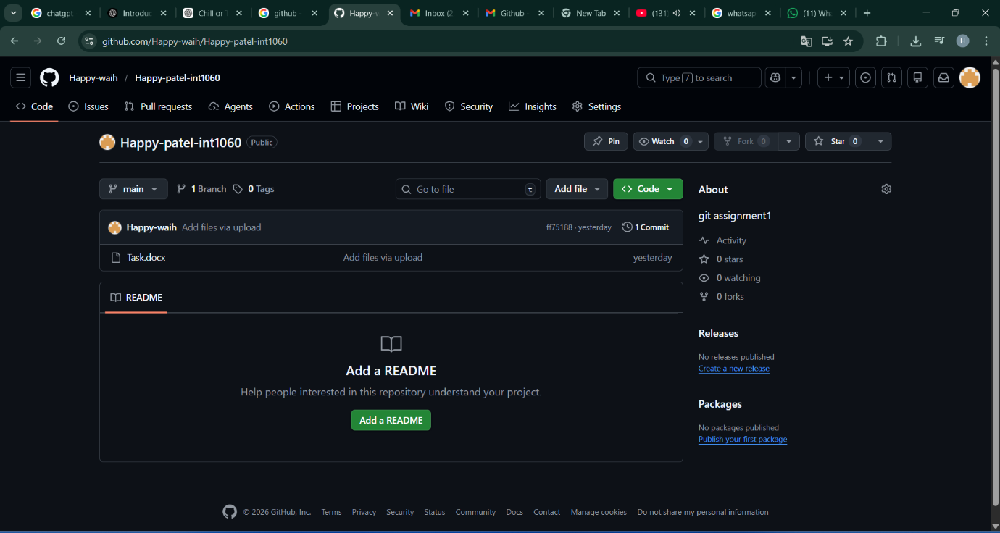 chatgpt
Introduc
Chill or T
github -
Happy-w
Inbox (2,
Github -
New Tab
(131
whatsap
(11) Wha
github.com/Happy-waih/Happy-patel-int1060
H
Happy-waih / Happy-patel-int1060
Type / to search
Code
Issues
Pull requests
Agents
Actions
Projects
Wiki
Security
Insights
Settings
Happy-patel-int1060 Public
Pin
Watch 0
Fork 0
Star 0
main
1 Branch
0 Tags
Go to file t
Add file
Code
Happy-waih Add files via upload ff75188 · yesterday 1 Commit
Task.docx Add files via upload yesterday
README
Add a README
Help people interested in this repository understand your project.
Add a README
About
git assignment1
Activity
0 stars
0 watching
0 forks
Releases
No releases published
Create a new release
Packages
No packages published
Publish your first package
© 2026 GitHub, Inc. Terms Privacy Security Status Community Docs Contact Manage cookies Do not share my personal information